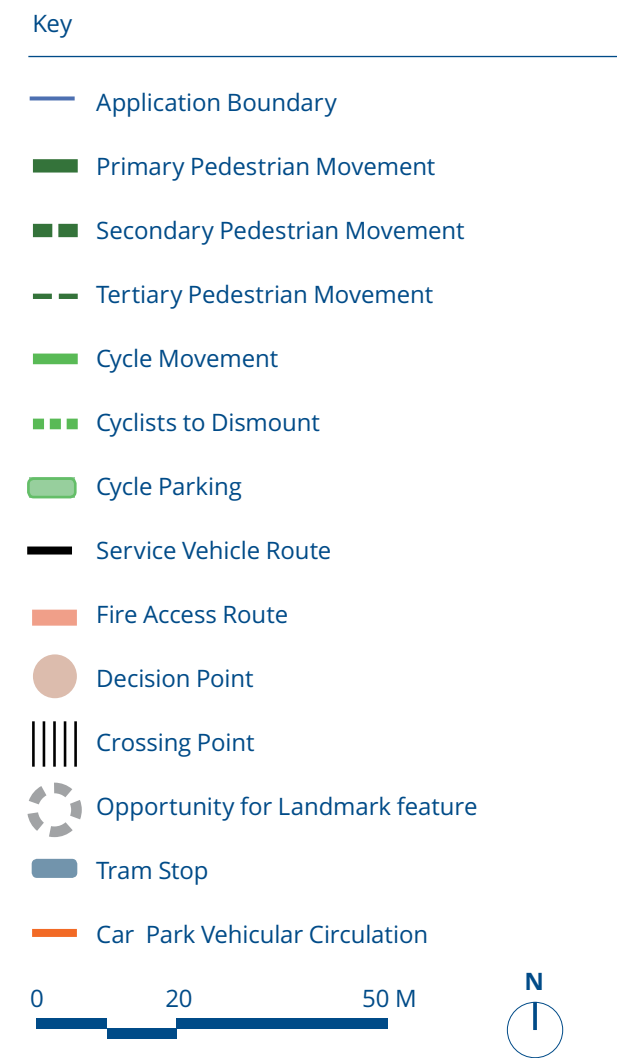 Key
Application Boundary
Primary Pedestrian Movement
Secondary Pedestrian Movement
Tertiary Pedestrian Movement
Cycle Movement
Cyclists to Dismount
Cycle Parking
Service Vehicle Route
Fire Access Route
Decision Point
Crossing Point
Opportunity for Landmark feature
Tram Stop
Car  Park Vehicular Circulation
N
0 20 50 M